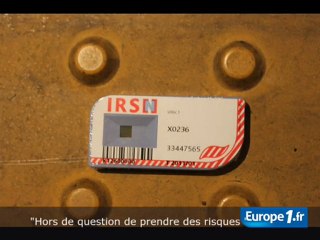 IRSN
X0236
33447565
"Hors de question de prendre des risques
Europe1.fr